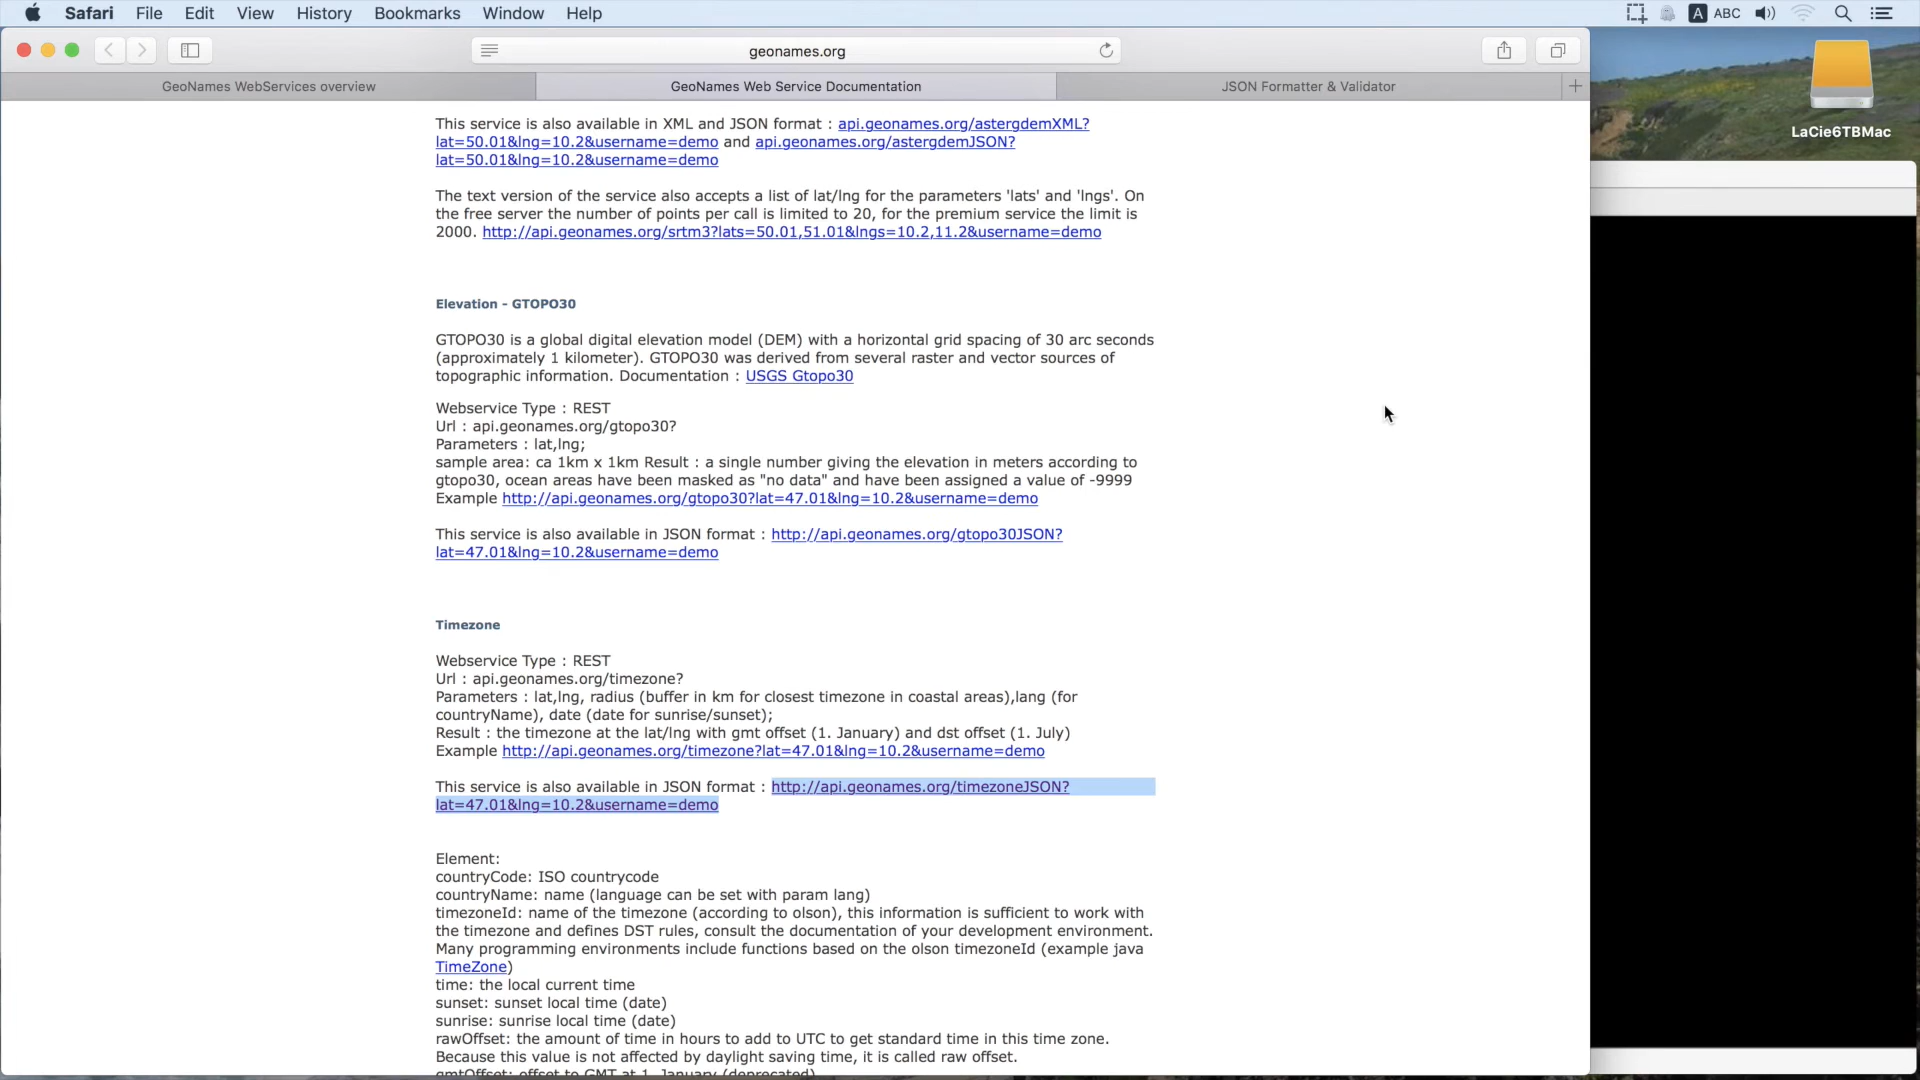 Safari File Edit View History Bookmarks Window Help
A ABC
geonames.org
GeoNames WebServices overview
GeoNames Web Service Documentation
JSON Formatter & Validator
LaCie6TBMac
This service is also available in XML and JSON format : api.geonames.org/astergdemXML?
lat=50.01&lng=10.2&username=demo and api.geonames.org/astergdemJSON?
lat=50.01&lng=10.2&username=demo
The text version of the service also accepts a list of lat/lng for the parameters 'lats' and 'lngs'. On
the free server the number of points per call is limited to 20, for the premium service the limit is
2000. http://api.geonames.org/srtm3?lats=50.01,51.01&lngs=10.2,11.2&username=demo
Elevation - GTOPO30
GTOPO30 is a global digital elevation model (DEM) with a horizontal grid spacing of 30 arc seconds
(approximately 1 kilometer). GTOPO30 was derived from several raster and vector sources of
topographic information. Documentation : USGS Gtopo30
Webservice Type : REST
Url : api.geonames.org/gtopo30?
Parameters : lat,lng;
sample area: ca 1km x 1km Result : a single number giving the elevation in meters according to
gtopo30, ocean areas have been masked as "no data" and have been assigned a value of -9999
Example http://api.geonames.org/gtopo30?lat=47.01&lng=10.2&username=demo
This service is also available in JSON format : http://api.geonames.org/gtopo30JSON?
lat=47.01&lng=10.2&username=demo
Timezone
Webservice Type : REST
Url : api.geonames.org/timezone?
Parameters : lat,lng, radius (buffer in km for closest timezone in coastal areas),lang (for
countryName), date (date for sunrise/sunset);
Result : the timezone at the lat/lng with gmt offset (1. January) and dst offset (1. July)
Example http://api.geonames.org/timezone?lat=47.01&lng=10.2&username=demo
This service is also available in JSON format : http://api.geonames.org/timezoneJSON?
lat=47.01&lng=10.2&username=demo
Element:
countryCode: ISO countrycode
countryName: name (language can be set with param lang)
timezoneId: name of the timezone (according to olson), this information is sufficient to work with
the timezone and defines DST rules, consult the documentation of your development environment.
Many programming environments include functions based on the olson timezoneId (example java
TimeZone)
time: the local current time
sunset: sunset local time (date)
sunrise: sunrise local time (date)
rawOffset: the amount of time in hours to add to UTC to get standard time in this time zone.
Because this value is not affected by daylight saving time, it is called raw offset.
gmtOffset: offset to GMT at 1. January (deprecated)